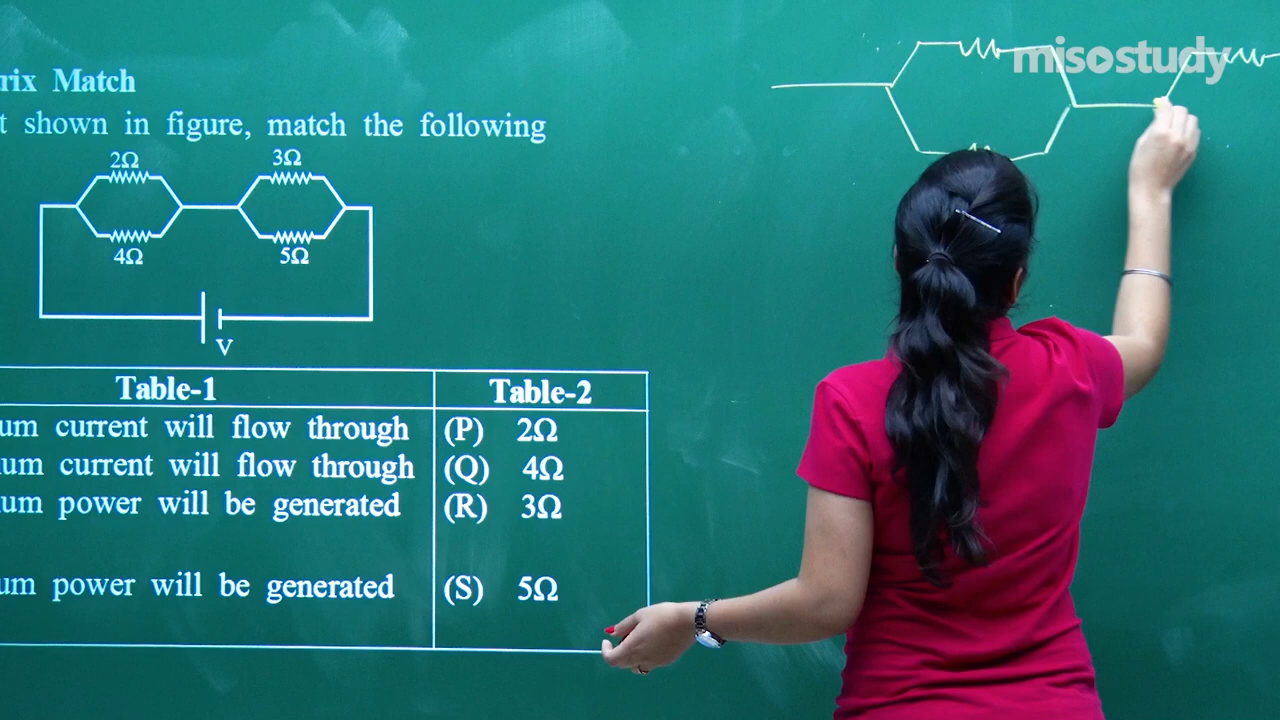 rix Match
t shown in figure, match the following
2Ω
3Ω
4Ω
5Ω
V
Table-1 Table-2
um current will flow through (P) 2Ω
um current will flow through (Q) 4Ω
um power will be generated (R) 3Ω
um power will be generated (S) 5Ω
misostudy